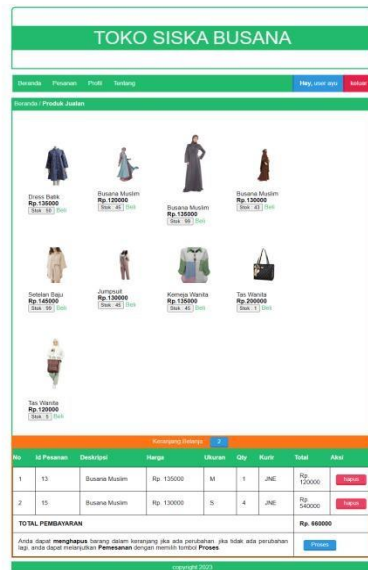 TOKO SISKA BUSANA
Beranda Pesanan Profil Tentang Hay, user ayu keluar
Beranda / Produk Jualan
Dress Batik
Rp.135000
Stok : 50 Beli
Busana Muslim
Rp.120000
Stok : 45 Beli
Busana Muslim
Rp.135000
Stok : 99 Beli
Busana Muslim
Rp.130000
Stok : 43 Beli
Setelan Baju
Rp.145000
Stok : 99 Beli
Jumpsuit
Rp.130000
Stok : 45 Beli
Kemeja Wanita
Rp.135000
Stok : 45 Beli
Tas Wanita
Rp.200000
Stok : 1 Beli
Tas Wanita
Rp.120000
Stok : 5 Beli
Keranjang Belanja 2
No Id Pesanan Deskripsi Harga Ukuran Qty Kurir Total Aksi
1 13 Busana Muslim Rp. 135000 M 1 JNE Rp. 120000 hapus
2 15 Busana Muslim Rp. 130000 S 4 JNE Rp. 540000 hapus
TOTAL PEMBAYARAN Rp. 660000
Anda dapat menghapus barang dalam keranjang jika ada perubahan. jika tidak ada perubahan
lagi, anda dapat melanjutkan Pemesanan dengan memilih tombol Proses. Proses
copyright 2023